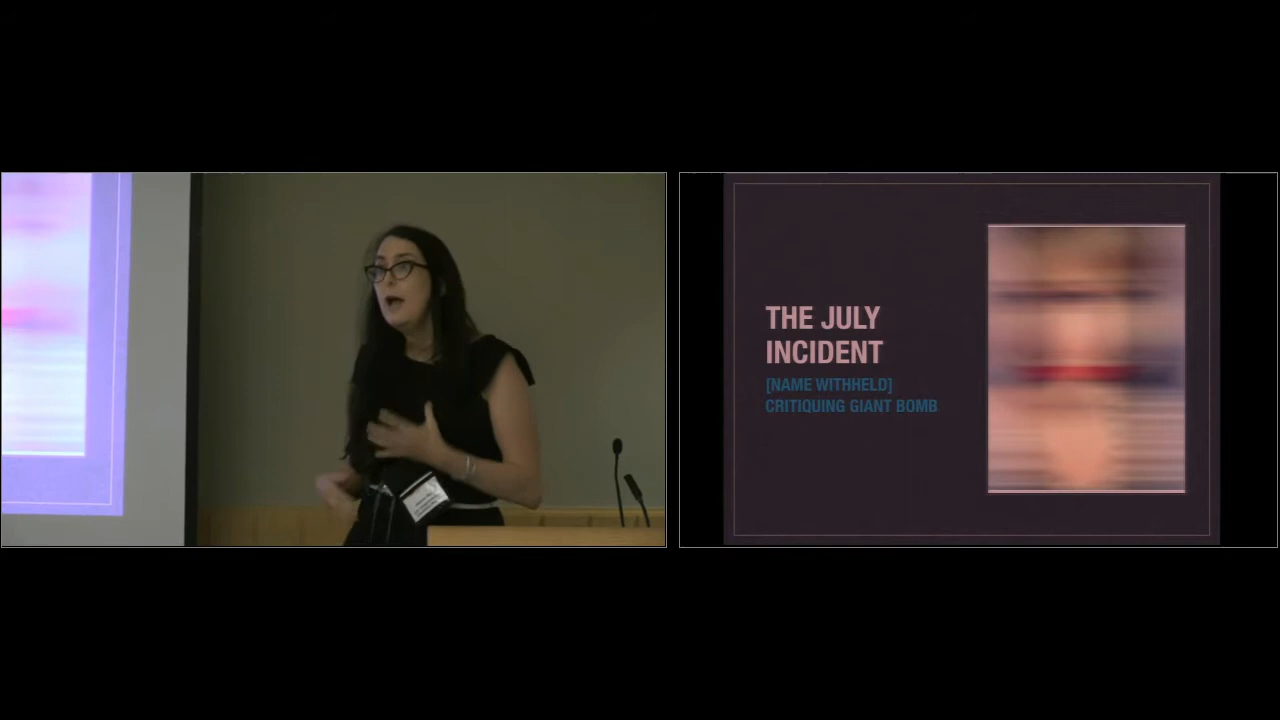 THE JULY
INCIDENT
[NAME WITHHELD]
CRITIQUING GIANT BOMB